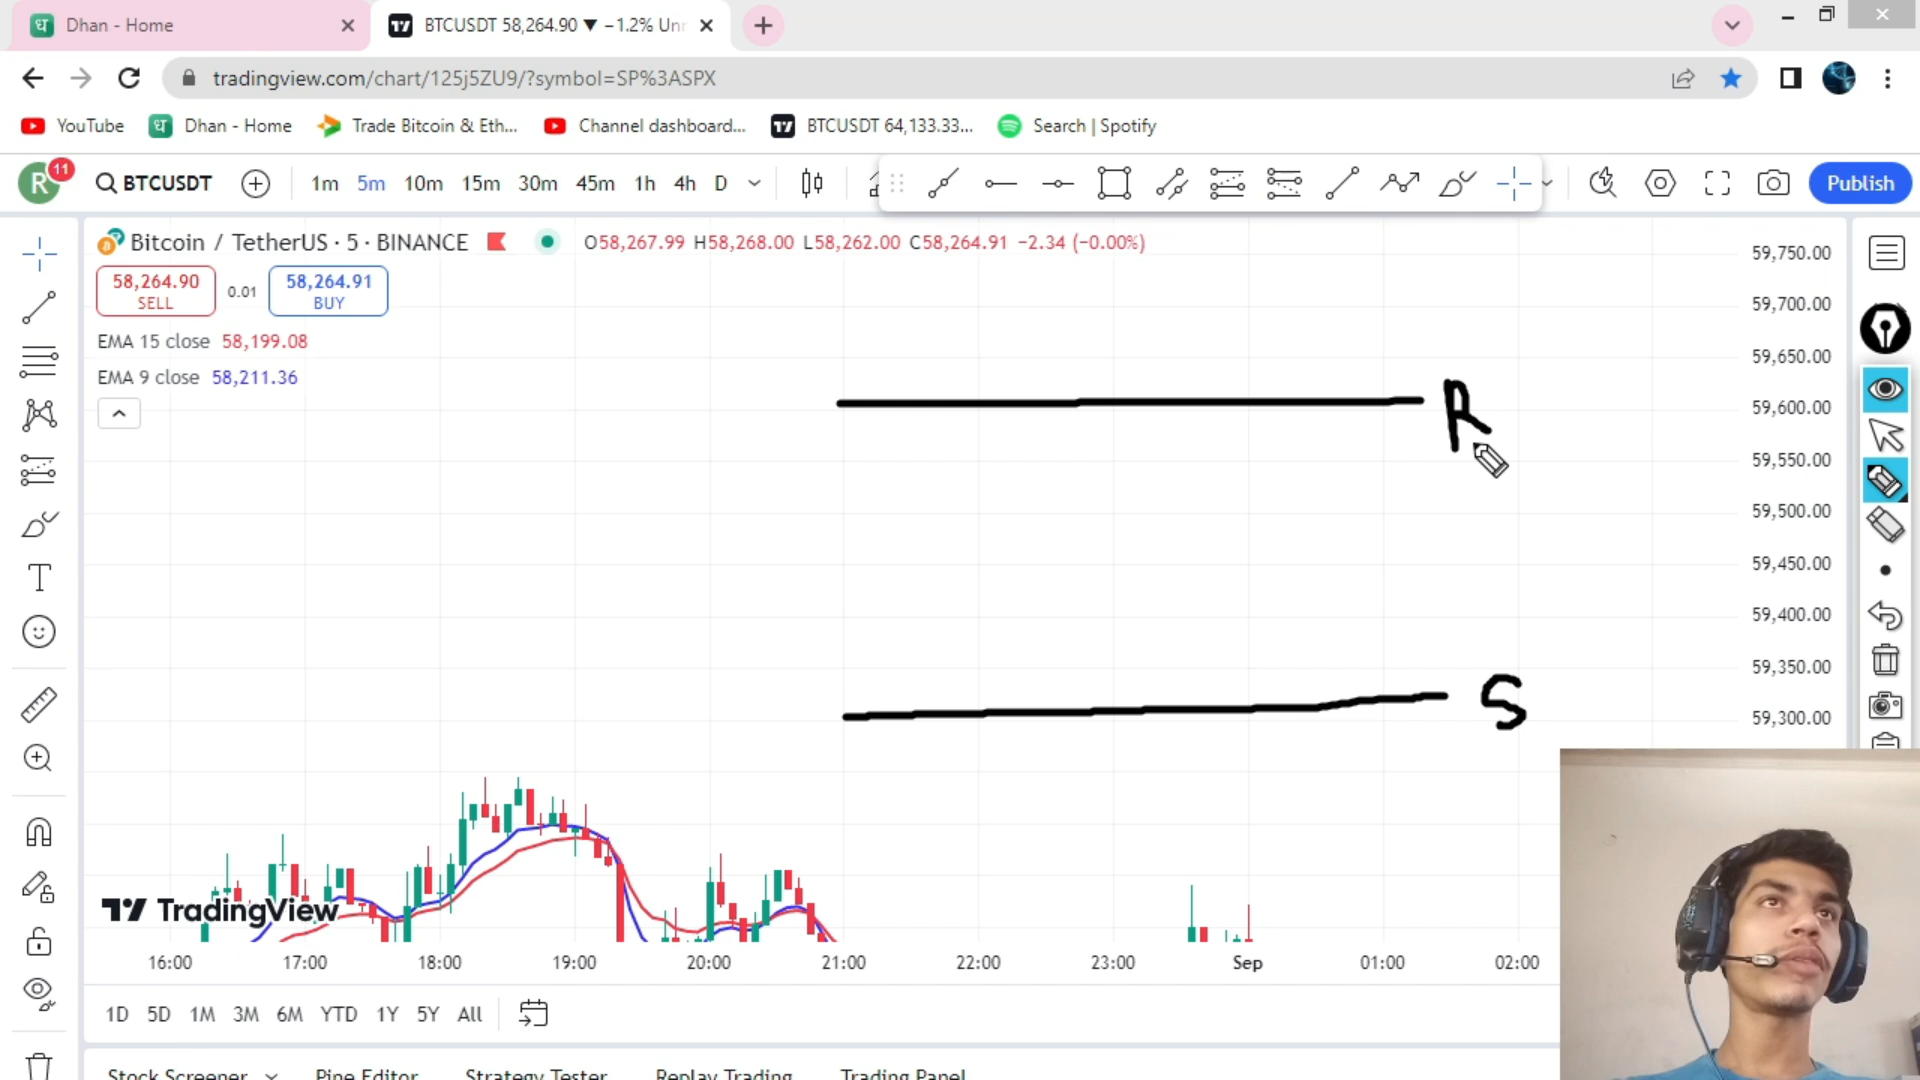 ध Dhan - Home
BTCUSDT 58,264.90 ▼ −1.2% Unr
tradingview.com/chart/125j5ZU9/?symbol=SP%3ASPX
YouTube ध Dhan - Home Trade Bitcoin & Eth... Channel dashboard... BTCUSDT 64,133.33... Search | Spotify
R 11 BTCUSDT 1m 5m 10m 15m 30m 45m 1h 4h D Publish
Bitcoin / TetherUS · 5 · BINANCE O58,267.99 H58,268.00 L58,262.00 C58,264.91 −2.34 (−0.00%)
58,264.90 SELL
0.01
58,264.91 BUY
EMA 15 close 58,199.08
EMA 9 close 58,211.36
R
S
59,750.00
59,700.00
59,650.00
59,600.00
59,550.00
59,500.00
59,450.00
59,400.00
59,350.00
59,300.00
TradingView
16:00 17:00 18:00 19:00 20:00 21:00 22:00 23:00 Sep 01:00 02:00
1D 5D 1M 3M 6M YTD 1Y 5Y All
Stock Screener Pine Editor Strategy Tester Replay Trading Trading Panel